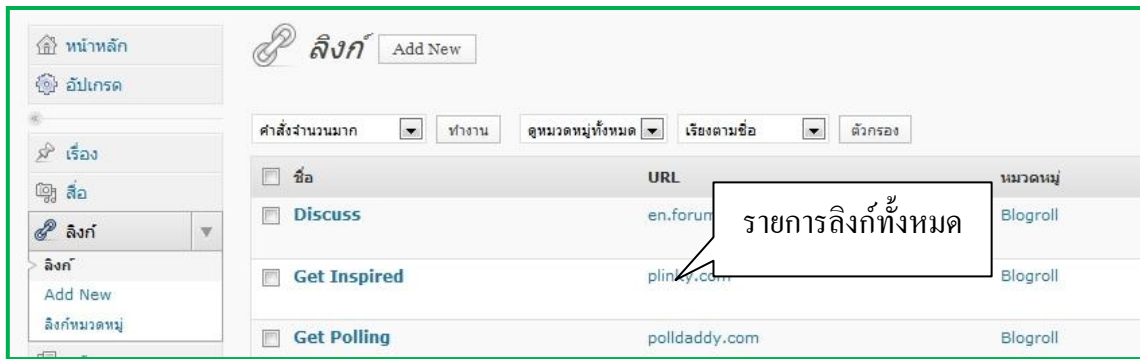 หน้าหลัก
อัปเกรด
เรื่อง
สื่อ
ลิงก์
ลิงก์
Add New
ลิงก์หมวดหมู่
ลิงก์ Add New
คำสั่งจำนวนมาก ทำงาน ดูหมวดหมู่ทั้งหมด เรียงตามชื่อ ตัวกรอง
ชื่อ URL หมวดหมู่
Discuss en.forum Blogroll
รายการลิงก์ทั้งหมด
Get Inspired plinky.com Blogroll
Get Polling polldaddy.com Blogroll